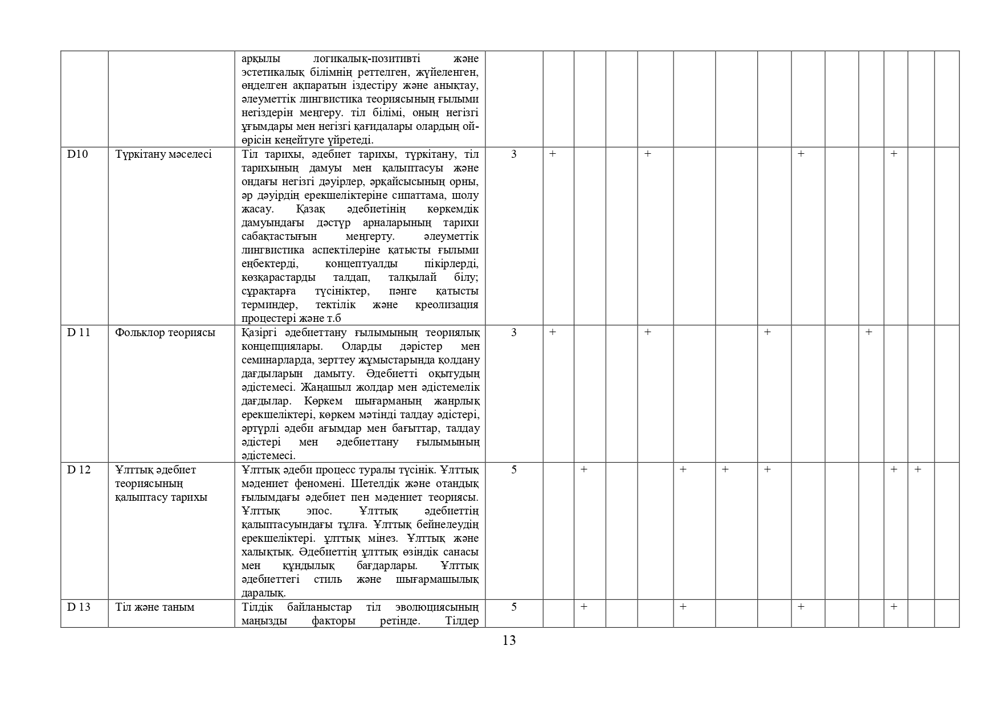 арқылы логикалық-позитивті және
эстетикалық білімнің реттелген, жүйеленген,
өңделген ақпаратын іздестіру және анықтау,
әлеуметтік лингвистика теориясының ғылыми
негіздерін меңгеру. тіл білімі, оның негізгі
ұғымдары мен негізгі қағидалары олардың ой-
өрісін кеңейтуге үйретеді.
D10 Түркітану мәселесі Тіл тарихы, әдебиет тарихы, түркітану, тіл 3 + + + +
тарихының дамуы мен қалыптасуы және
ондағы негізгі дәуірлер, әрқайсысының орны,
әр дәуірдің ерекшеліктеріне сипаттама, шолу
жасау. Қазақ әдебиетінің көркемдік
дамуындағы дәстүр арналарының тарихи
сабақтастығын меңгерту. әлеуметтік
лингвистика аспектілеріне қатысты ғылыми
еңбектерді, концептуалды пікірлерді,
көзқарастарды талдап, талқылай білу;
сұрақтарға түсініктер, пәнге қатысты
терминдер, тектілік және креолизация
процестері және т.б
D 11 Фольклор теориясы Қазіргі әдебиеттану ғылымының теориялық 3 + + + +
концепциялары. Оларды дәрістер мен
семинарларда, зерттеу жұмыстарында қолдану
дағдыларын дамыту. Әдебиетті оқытудың
әдістемесі. Жаңашыл жолдар мен әдістемелік
дағдылар. Көркем шығарманың жанрлық
ерекшеліктері, көркем мәтінді талдау әдістері,
әртүрлі әдеби ағымдар мен бағыттар, талдау
әдістері мен әдебиеттану ғылымының
әдістемесі.
D 12 Ұлттық әдебиет Ұлттық әдеби процесс туралы түсінік. Ұлттық 5 + + + + + +
теориясының мәдениет феномені. Шетелдік және отандық
қалыптасу тарихы ғылымдағы әдебиет пен мәдениет теориясы.
Ұлттық эпос. Ұлттық әдебиеттің
қалыптасуындағы тұлға. Ұлттық бейнелеудің
ерекшеліктері. ұлттық мінез. Ұлттық және
халықтық. Әдебиеттің ұлттық өзіндік санасы
мен құндылық бағдарлары. Ұлттық
әдебиеттегі стиль және шығармашылық
даралық.
D 13 Тіл және таным Тілдік байланыстар тіл эволюциясының 5 + + + +
маңызды факторы ретінде. Тілдер
13